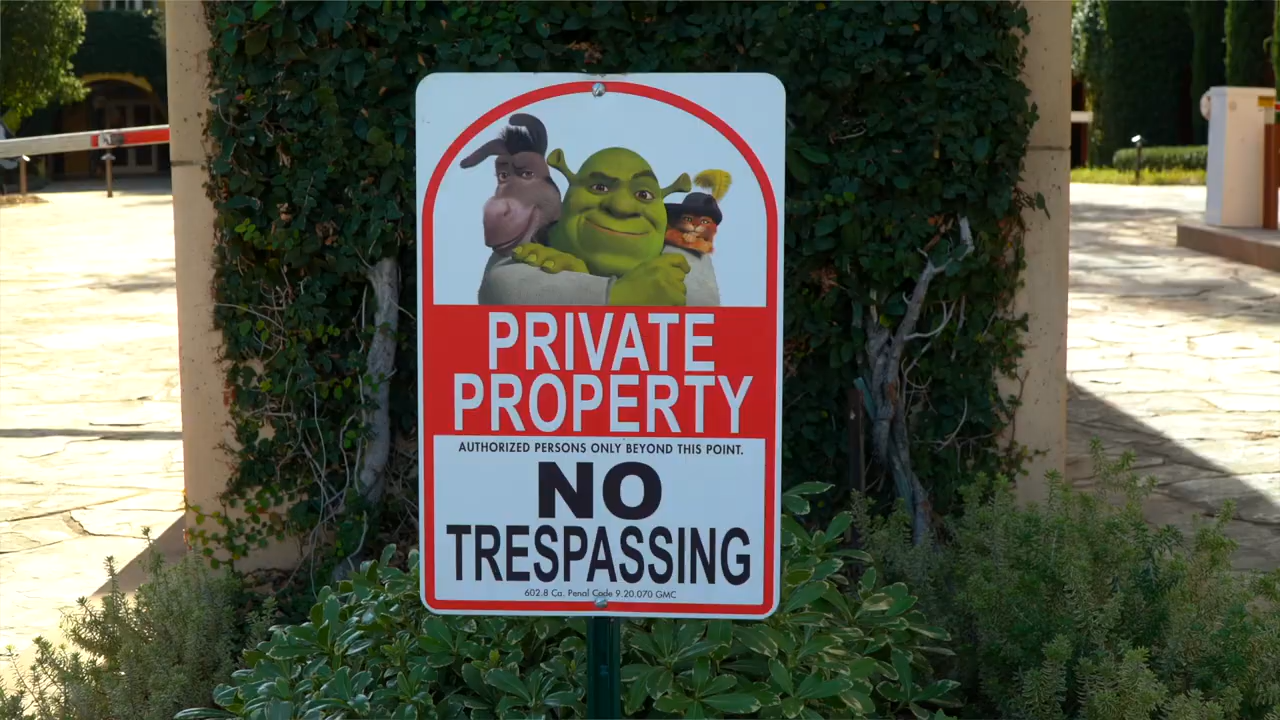 PRIVATE
PROPERTY
AUTHORIZED PERSONS ONLY BEYOND THIS POINT.
NO
TRESPASSING
602.8 Ca. Penal Code 9.20.070 GMC